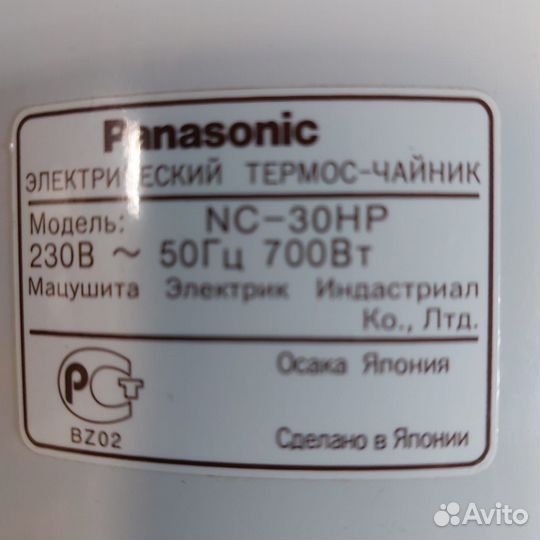 Panasonic
ЭЛЕКТРИЧЕСКИЙ ТЕРМОС-ЧАЙНИК
Модель: NC-30HP
230В ~ 50Гц 700Вт
Мацушита Электрик Индастриал
Ко., Лтд.
Осака Япония
РСТ
BZ02
Сделано в Японии
Avito